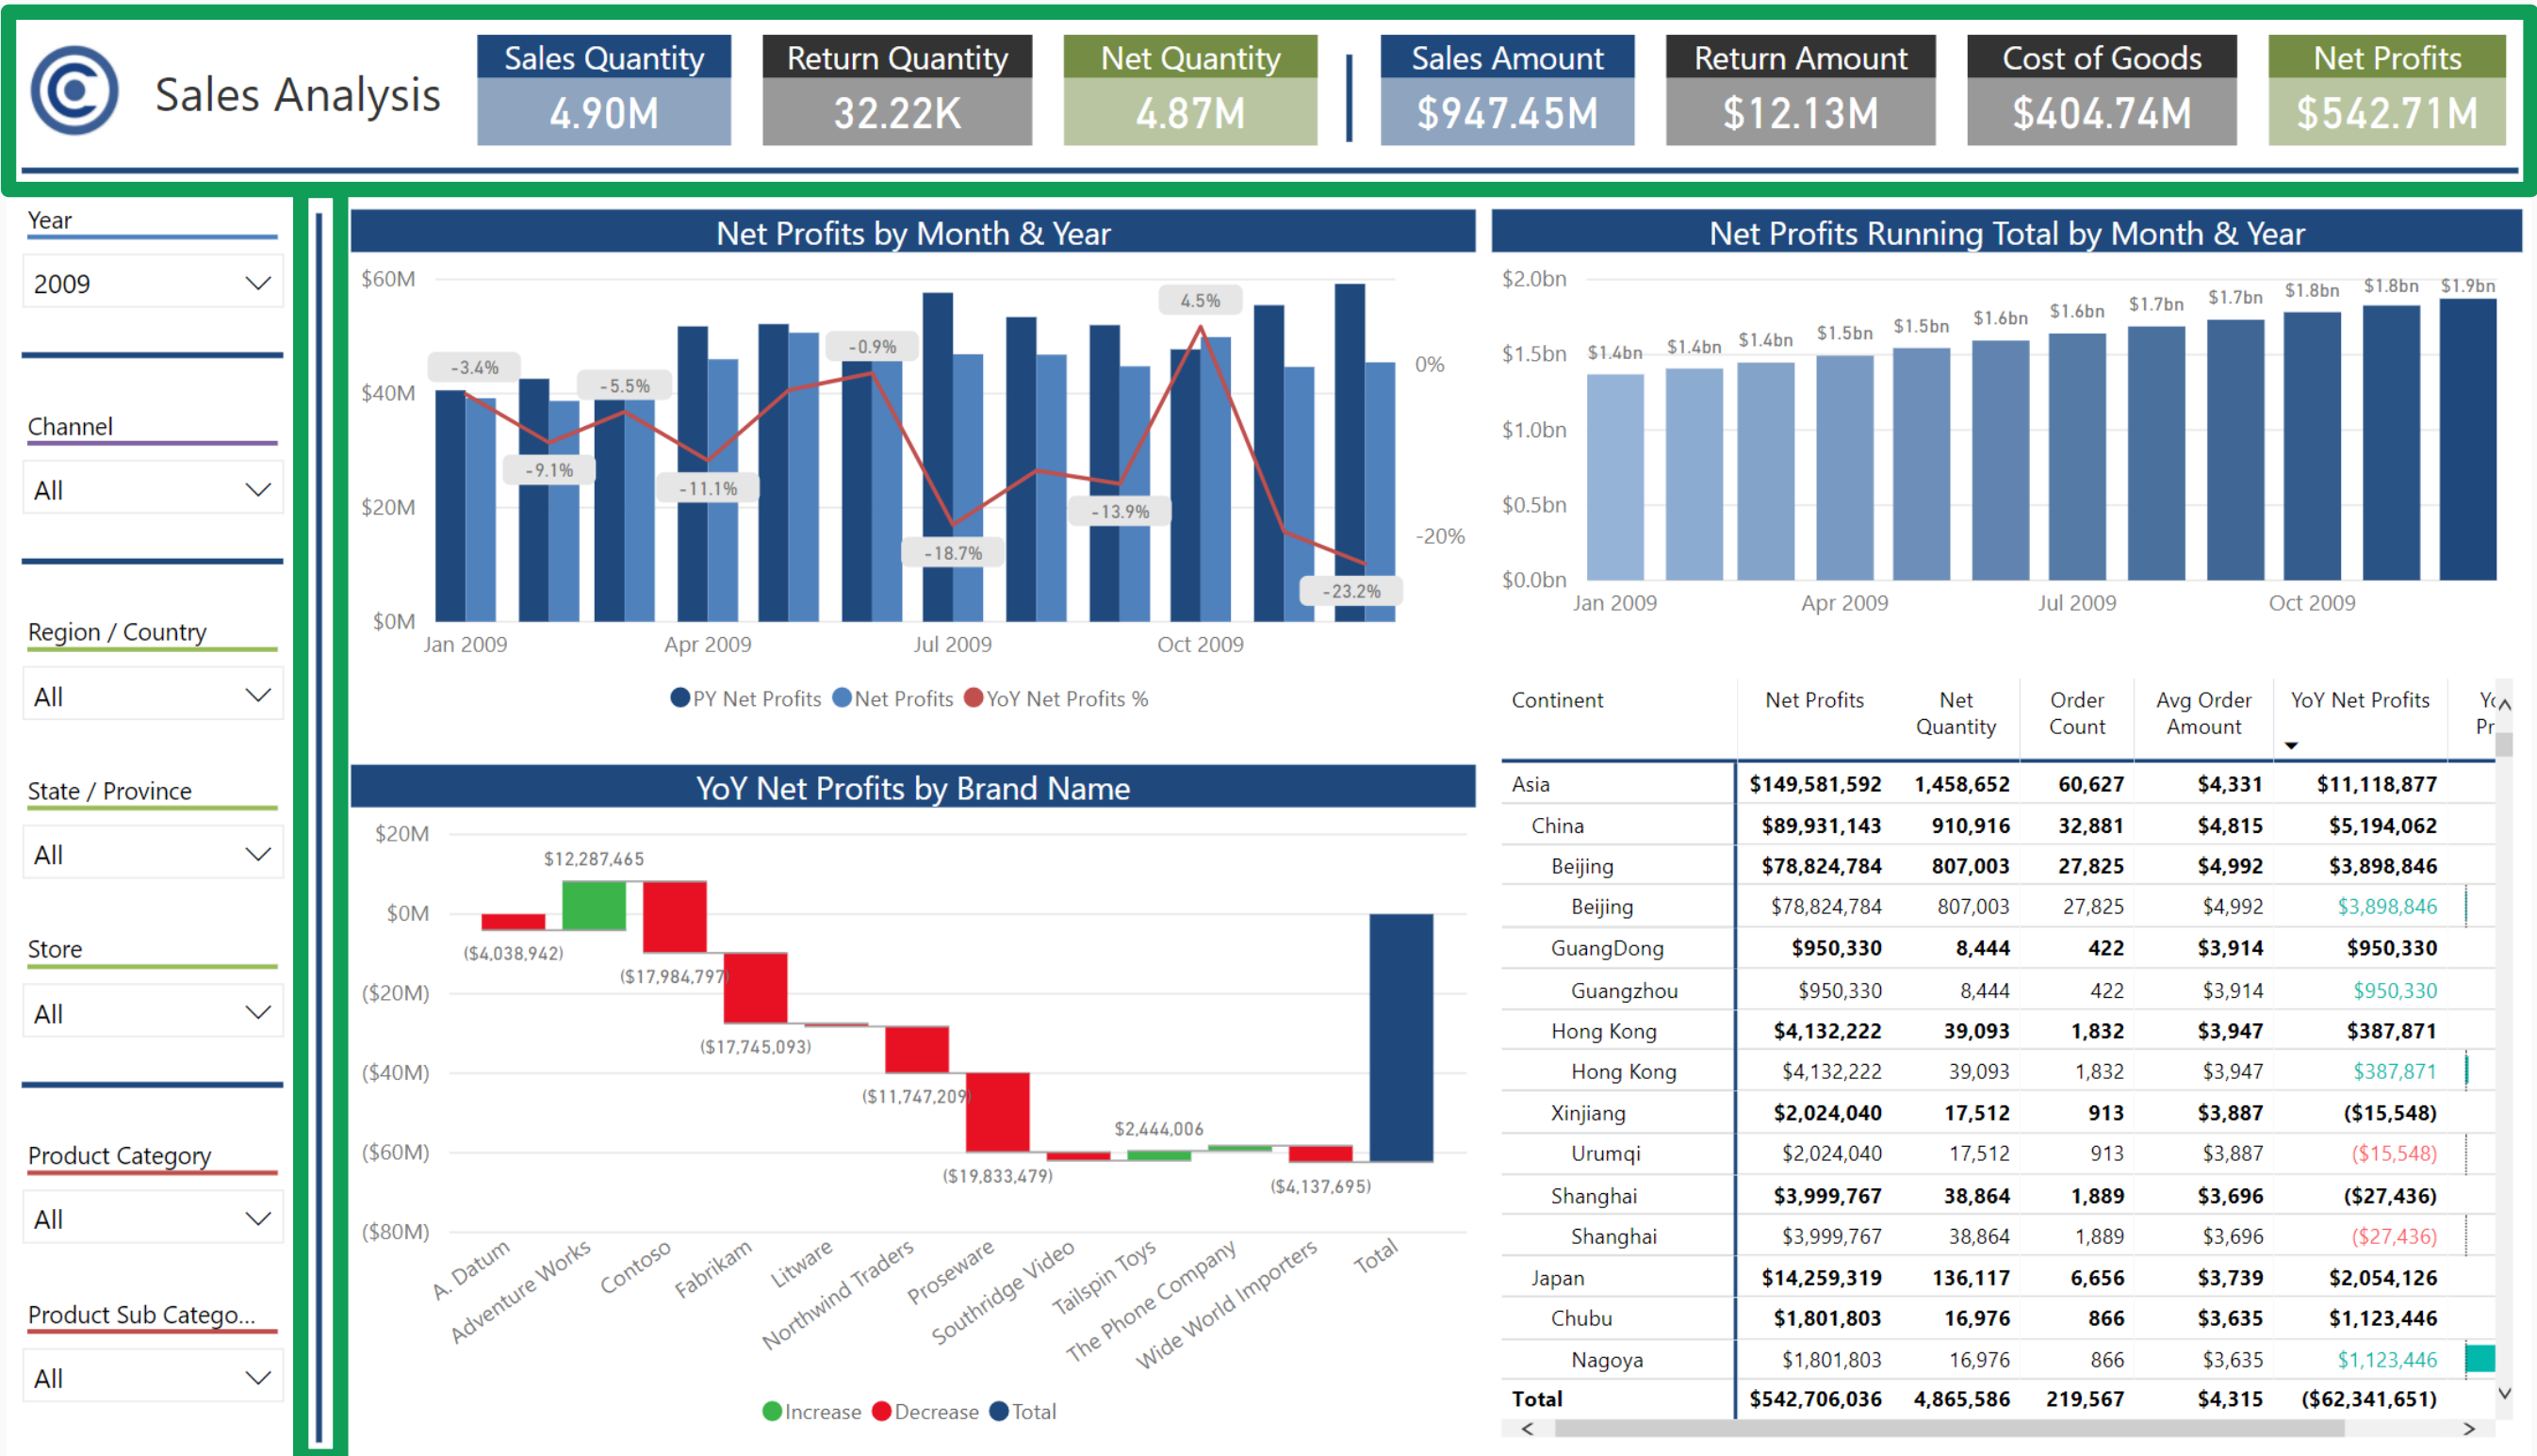 Sales Analysis
Sales Quantity
4.90M
Return Quantity
32.22K
Net Quantity
4.87M
Sales Amount
$947.45M
Return Amount
$12.13M
Cost of Goods
$404.74M
Net Profits
$542.71M
Year
2009
Channel
All
Region / Country
All
State / Province
All
Store
All
Product Category
All
Product Sub Catego...
All
Net Profits by Month & Year
$60M
$40M
$20M
$0M
0%
-20%
-3.4%
-9.1%
-5.5%
-11.1%
-0.9%
-18.7%
-13.9%
4.5%
-23.2%
Jan 2009 Apr 2009 Jul 2009 Oct 2009
PY Net Profits Net Profits YoY Net Profits %
Net Profits Running Total by Month & Year
$2.0bn
$1.5bn
$1.0bn
$0.5bn
$0.0bn
$1.4bn $1.4bn $1.4bn $1.5bn $1.5bn $1.6bn $1.6bn $1.7bn $1.7bn $1.8bn $1.8bn $1.9bn
Jan 2009 Apr 2009 Jul 2009 Oct 2009
YoY Net Profits by Brand Name
$20M
$0M
($20M)
($40M)
($60M)
($80M)
($4,038,942)
$12,287,465
($17,984,797)
($17,745,093)
($11,747,209)
($19,833,479)
$2,444,006
($4,137,695)
A. Datum
Adventure Works
Contoso
Fabrikam
Litware
Northwind Traders
Proseware
Southridge Video
Tailspin Toys
The Phone Company
Wide World Importers
Total
Increase Decrease Total
Continent Net Profits Net Quantity Order Count Avg Order Amount YoY Net Profits
Asia $149,581,592 1,458,652 60,627 $4,331 $11,118,877
China $89,931,143 910,916 32,881 $4,815 $5,194,062
Beijing $78,824,784 807,003 27,825 $4,992 $3,898,846
Beijing $78,824,784 807,003 27,825 $4,992 $3,898,846
GuangDong $950,330 8,444 422 $3,914 $950,330
Guangzhou $950,330 8,444 422 $3,914 $950,330
Hong Kong $4,132,222 39,093 1,832 $3,947 $387,871
Hong Kong $4,132,222 39,093 1,832 $3,947 $387,871
Xinjiang $2,024,040 17,512 913 $3,887 ($15,548)
Urumqi $2,024,040 17,512 913 $3,887 ($15,548)
Shanghai $3,999,767 38,864 1,889 $3,696 ($27,436)
Shanghai $3,999,767 38,864 1,889 $3,696 ($27,436)
Japan $14,259,319 136,117 6,656 $3,739 $2,054,126
Chubu $1,801,803 16,976 866 $3,635 $1,123,446
Nagoya $1,801,803 16,976 866 $3,635 $1,123,446
Total $542,706,036 4,865,586 219,567 $4,315 ($62,341,651)